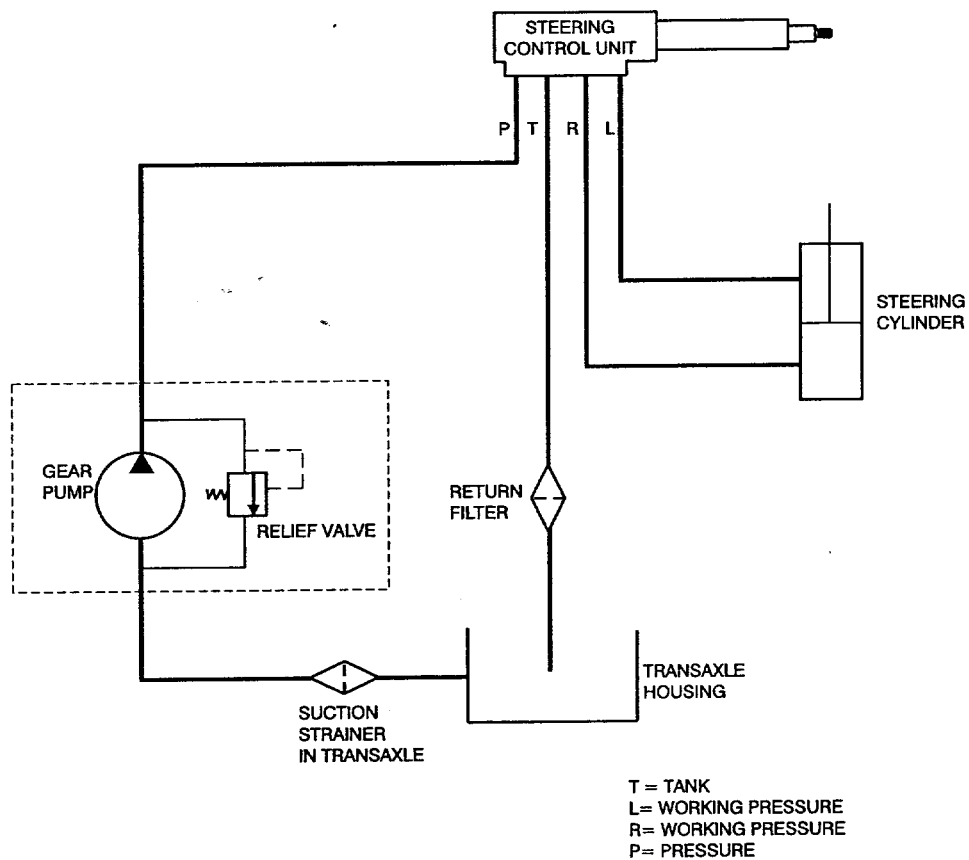 STEERING
CONTROL UNIT
P
T
R
L
STEERING
CYLINDER
GEAR
PUMP
RELIEF VALVE
RETURN
FILTER
TRANSAXLE
HOUSING
SUCTION
STRAINER
IN TRANSAXLE
T = TANK
L= WORKING PRESSURE
R= WORKING PRESSURE
P= PRESSURE